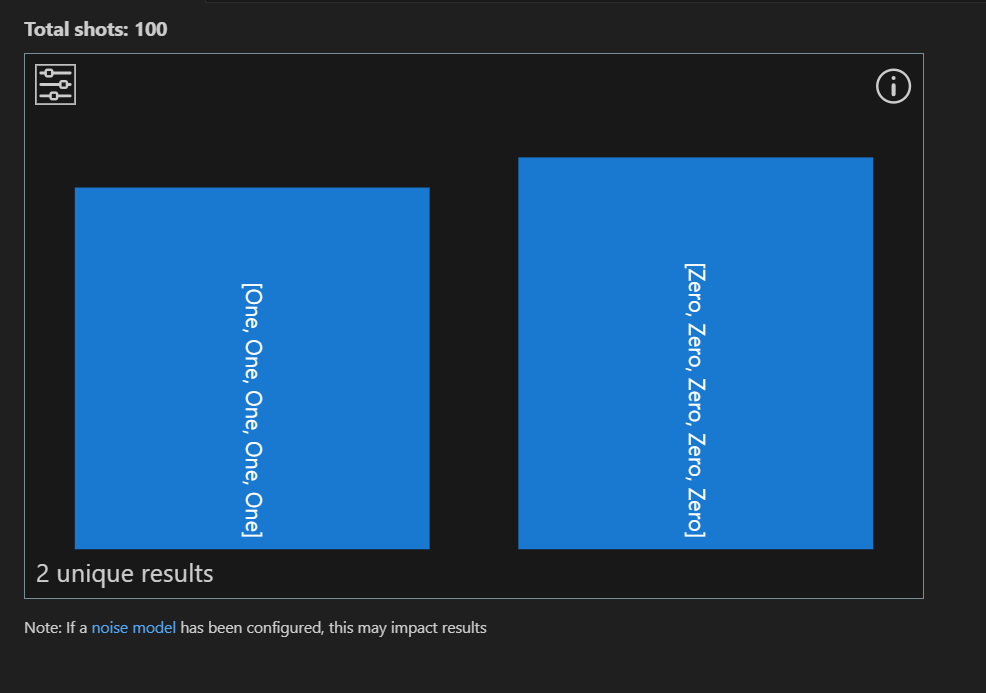 Total shots: 100
[One, One, One, One, One]
[Zero, Zero, Zero, Zero, Zero]
2 unique results
Note: If a noise model has been configured, this may impact results